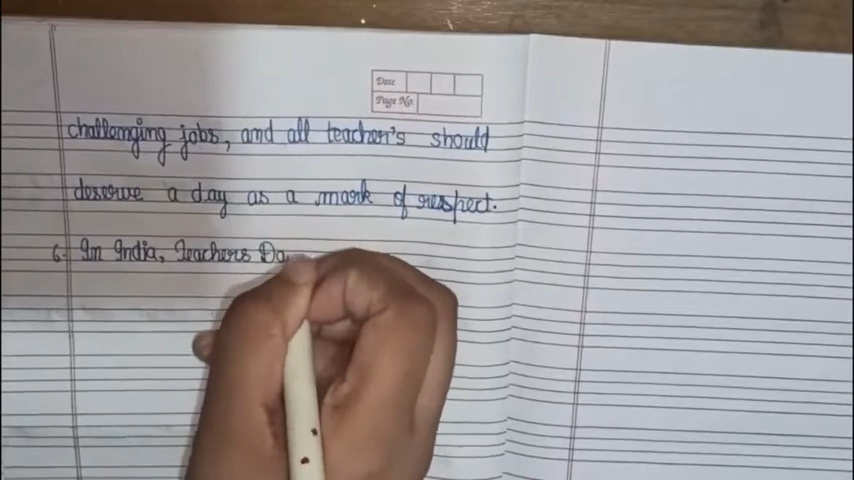 Date
Page No.
challenging jobs, and all teacher's should
deserve a day as a mark of respect.
6. In India, Teachers Da